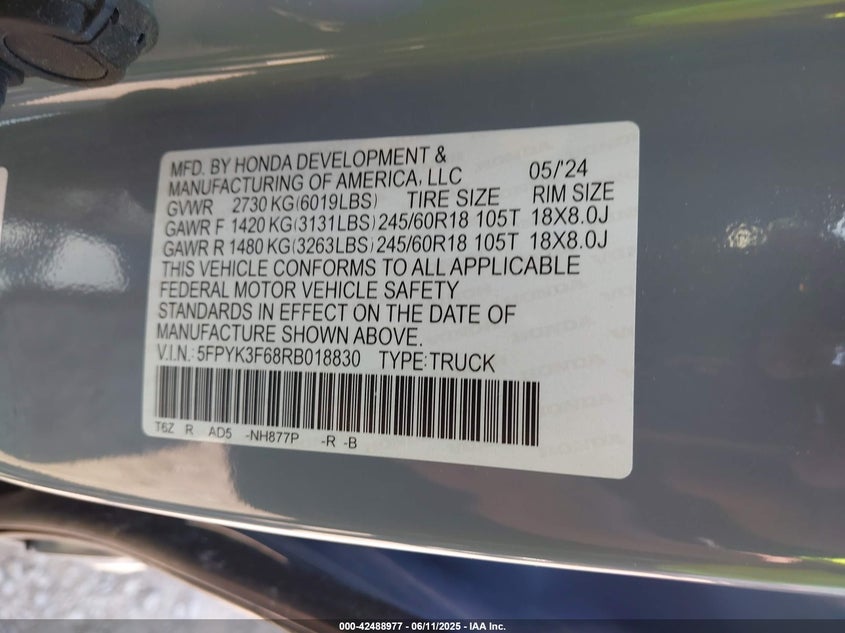 MFD. BY HONDA DEVELOPMENT &
MANUFACTURING OF AMERICA, LLC 05/'24
GVWR 2730 KG(6019LBS) TIRE SIZE RIM SIZE
GAWR F 1420 KG(3131LBS) 245/60R18 105T 18X8.0J
GAWR R 1480 KG(3263LBS) 245/60R18 105T 18X8.0J
THIS VEHICLE CONFORMS TO ALL APPLICABLE
FEDERAL MOTOR VEHICLE SAFETY
STANDARDS IN EFFECT ON THE DATE OF
MANUFACTURE SHOWN ABOVE.
V.I.N.: 5FPYK3F68RB018830 TYPE:TRUCK
T6Z R AD5 -NH877P -R -B
000-42488977 06/11/2025 IAA Inc.